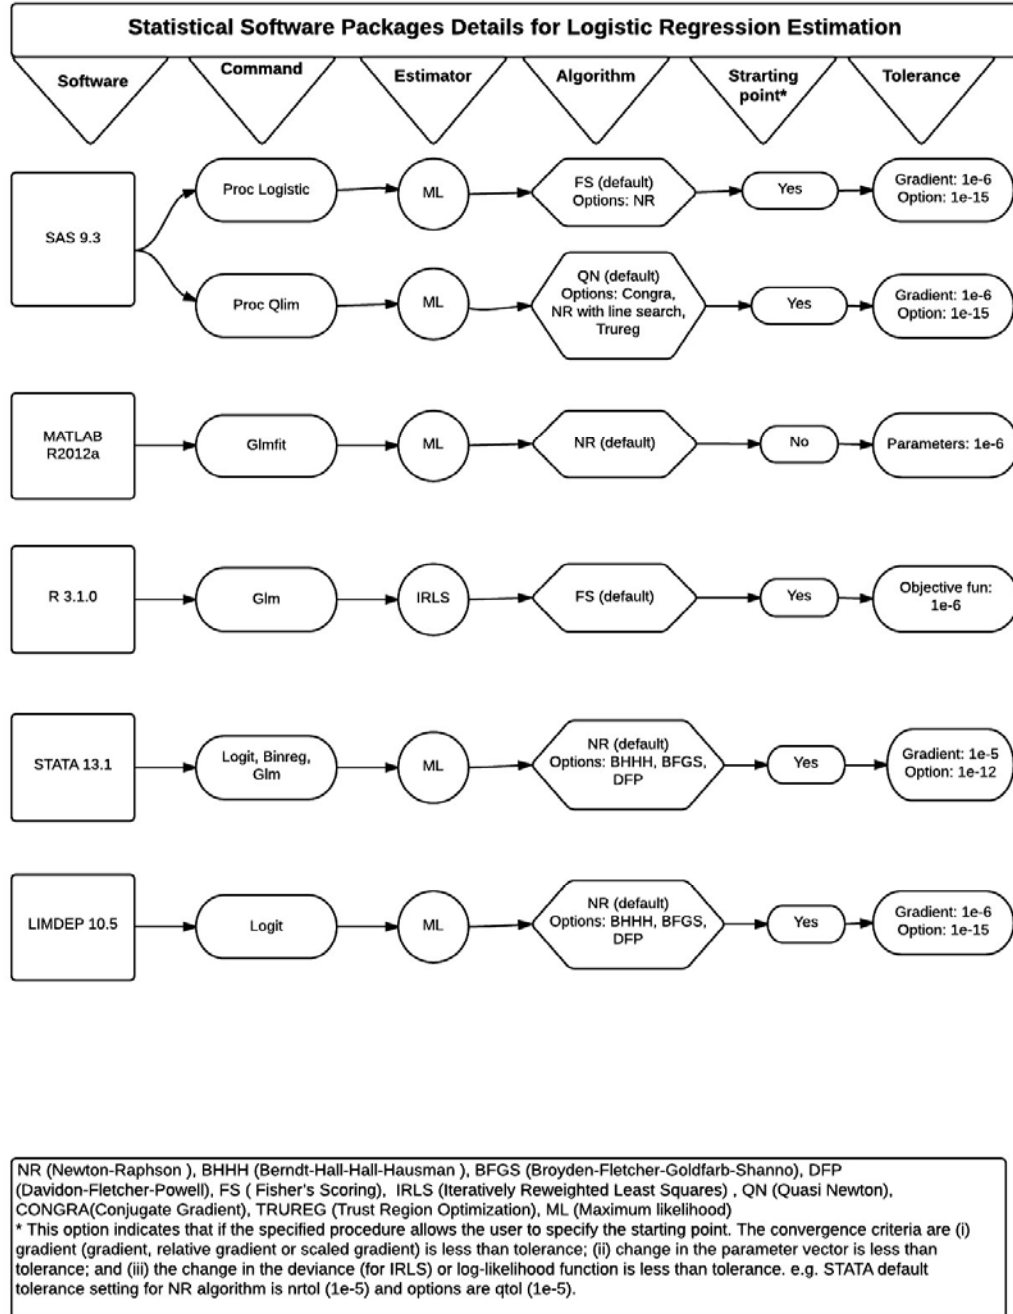 Statistical Software Packages Details for Logistic Regression Estimation
Software
Command
Estimator
Algorithm
Strarting
point*
Tolerance
SAS 9.3
Proc Logistic
ML
FS (default)
Options: NR
Yes
Gradient: 1e-6
Option: 1e-15
Proc Qlim
ML
QN (default)
Options: Congra,
NR with line search,
Trureg
Yes
Gradient: 1e-6
Option: 1e-15
MATLAB
R2012a
Glmfit
ML
NR (default)
No
Parameters: 1e-6
R 3.1.0
Glm
IRLS
FS (default)
Yes
Objective fun:
1e-6
STATA 13.1
Logit, Binreg,
Glm
ML
NR (default)
Options: BHHH, BFGS,
DFP
Yes
Gradient: 1e-5
Option: 1e-12
LIMDEP 10.5
Logit
ML
NR (default)
Options: BHHH, BFGS,
DFP
Yes
Gradient: 1e-6
Option: 1e-15
NR (Newton-Raphson ), BHHH (Berndt-Hall-Hall-Hausman ), BFGS (Broyden-Fletcher-Goldfarb-Shanno), DFP
(Davidon-Fletcher-Powell), FS ( Fisher's Scoring), IRLS (Iteratively Reweighted Least Squares) , QN (Quasi Newton),
CONGRA(Conjugate Gradient), TRUREG (Trust Region Optimization), ML (Maximum likelihood)
* This option indicates that if the specified procedure allows the user to specify the starting point. The convergence criteria are (i)
gradient (gradient, relative gradient or scaled gradient) is less than tolerance; (ii) change in the parameter vector is less than
tolerance; and (iii) the change in the deviance (for IRLS) or log-likelihood function is less than tolerance. e.g. STATA default
tolerance setting for NR algorithm is nrtol (1e-5) and options are qtol (1e-5).